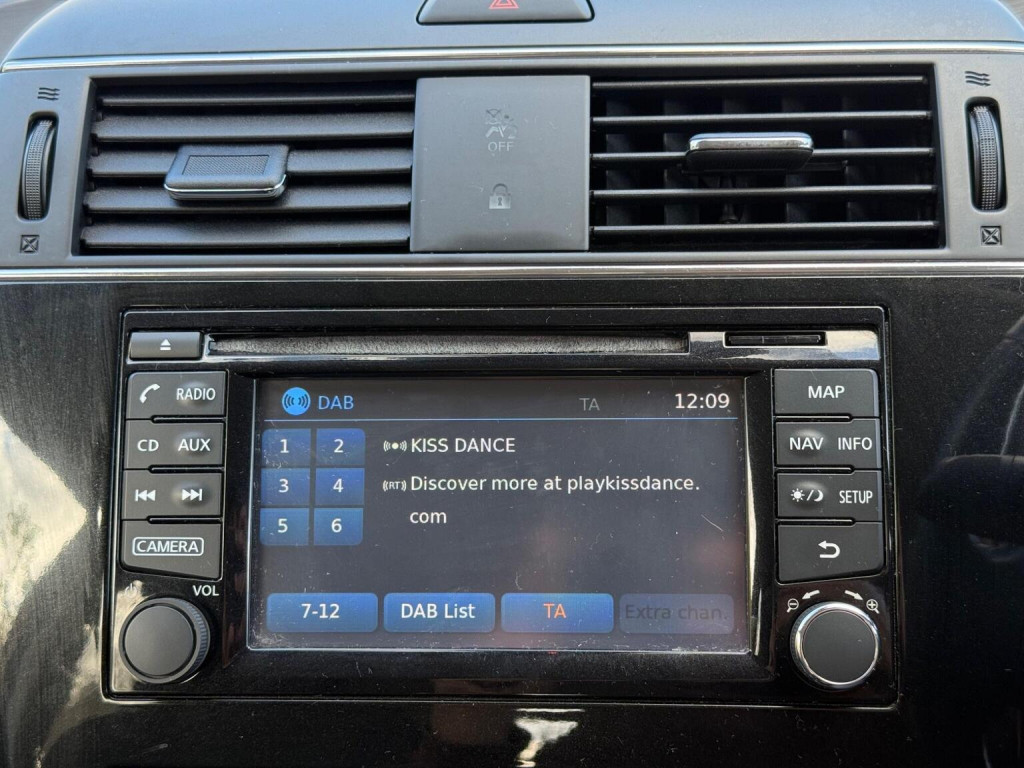 OFF
RADIO
CD AUX
CAMERA
VOL
DAB TA 12:09
1 2
3 4
5 6
KISS DANCE
(RT) Discover more at playkissdance.
com
7-12 DAB List TA Extra chan.
MAP
NAV INFO
SETUP